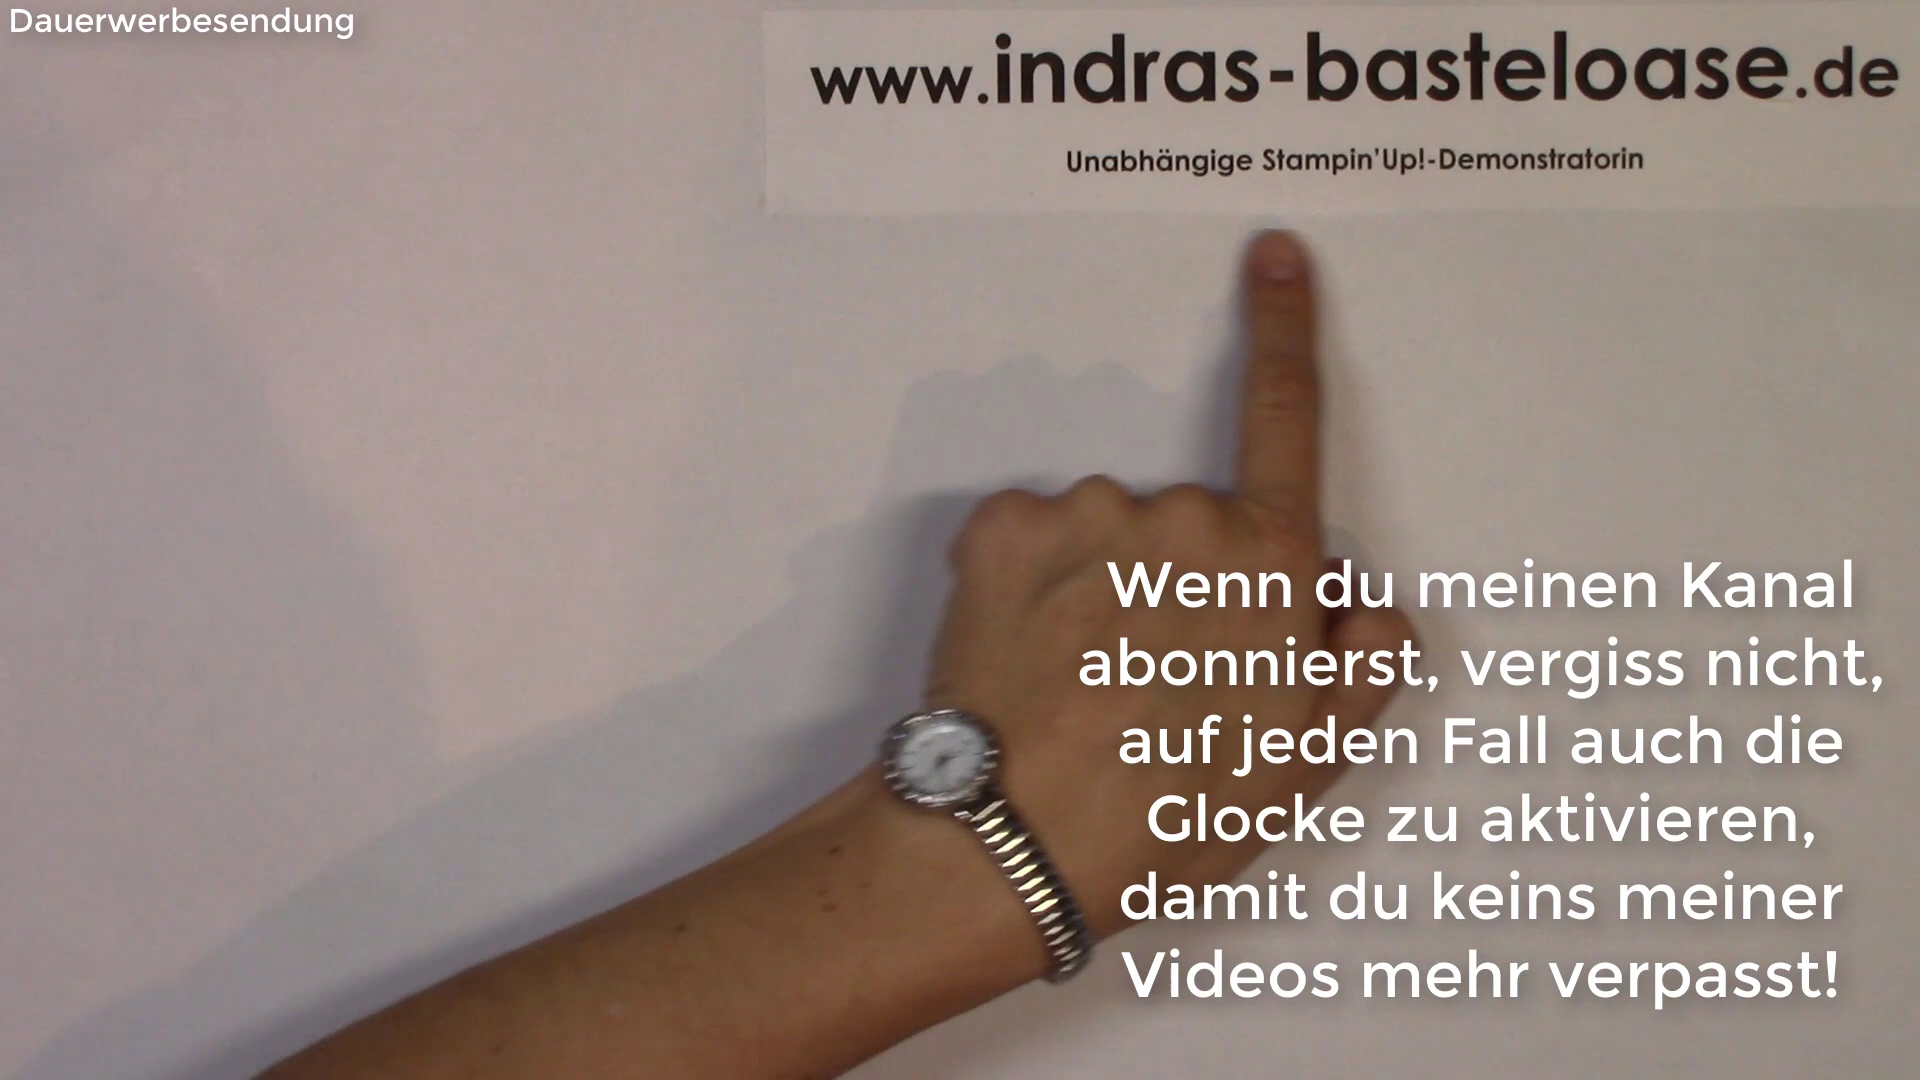 Dauerwerbesendung
www.indras-basteloase.de
Unabhängige Stampin'Up!-Demonstratorin
Wenn du meinen Kanal
abonnierst, vergiss nicht,
auf jeden Fall auch die
Glocke zu aktivieren,
damit du keins meiner
Videos mehr verpasst!